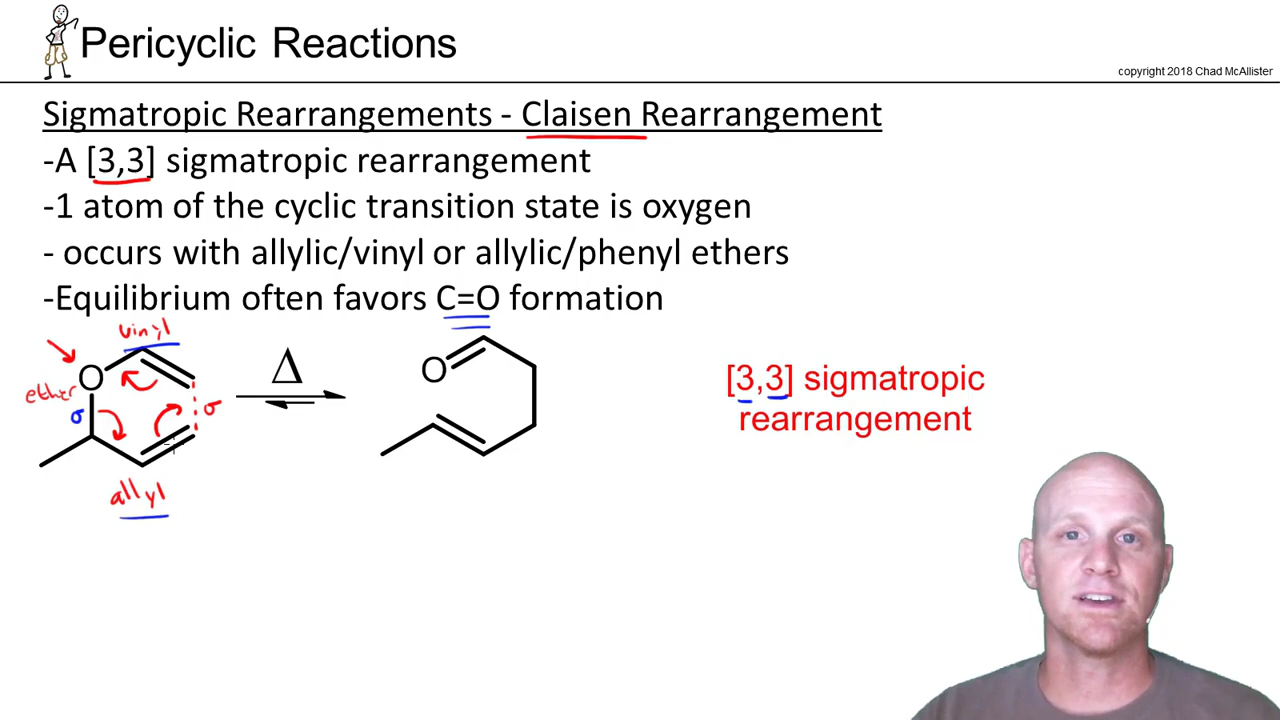 Pericyclic Reactions
copyright 2018 Chad McAllister
Sigmatropic Rearrangements - Claisen Rearrangement
-A [3,3] sigmatropic rearrangement
-1 atom of the cyclic transition state is oxygen
- occurs with allylic/vinyl or allylic/phenyl ethers
-Equilibrium often favors C=O formation
vinyl
O
ether
σ
σ
allyl
Δ
O
[3,3] sigmatropic
rearrangement